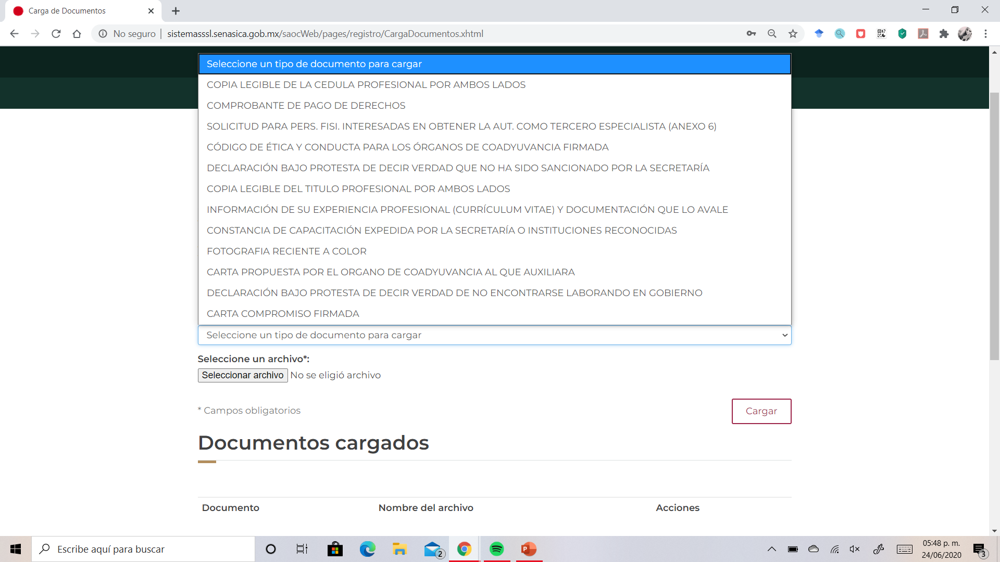 Carga de Documentos
No seguro | sistemasssl.senasica.gob.mx/saocWeb/pages/registro/CargaDocumentos.xhtml
Seleccione un tipo de documento para cargar
COPIA LEGIBLE DE LA CEDULA PROFESIONAL POR AMBOS LADOS
COMPROBANTE DE PAGO DE DERECHOS
SOLICITUD PARA PERS. FISI. INTERESADAS EN OBTENER LA AUT. COMO TERCERO ESPECIALISTA (ANEXO 6)
CÓDIGO DE ÉTICA Y CONDUCTA PARA LOS ÓRGANOS DE COADYUVANCIA FIRMADA
DECLARACIÓN BAJO PROTESTA DE DECIR VERDAD QUE NO HA SIDO SANCIONADO POR LA SECRETARÍA
COPIA LEGIBLE DEL TITULO PROFESIONAL POR AMBOS LADOS
INFORMACIÓN DE SU EXPERIENCIA PROFESIONAL (CURRÍCULUM VITAE) Y DOCUMENTACIÓN QUE LO AVALE
CONSTANCIA DE CAPACITACIÓN EXPEDIDA POR LA SECRETARÍA O INSTITUCIONES RECONOCIDAS
FOTOGRAFIA RECIENTE A COLOR
CARTA PROPUESTA POR EL ORGANO DE COADYUVANCIA AL QUE AUXILIARA
DECLARACIÓN BAJO PROTESTA DE DECIR VERDAD DE NO ENCONTRARSE LABORANDO EN GOBIERNO
CARTA COMPROMISO FIRMADA
Seleccione un tipo de documento para cargar
Seleccione un archivo*:
Seleccionar archivo No se eligió archivo
* Campos obligatorios
Cargar
Documentos cargados
Documento Nombre del archivo Acciones
Escribe aquí para buscar
2
05:48 p. m.
24/06/2020
3